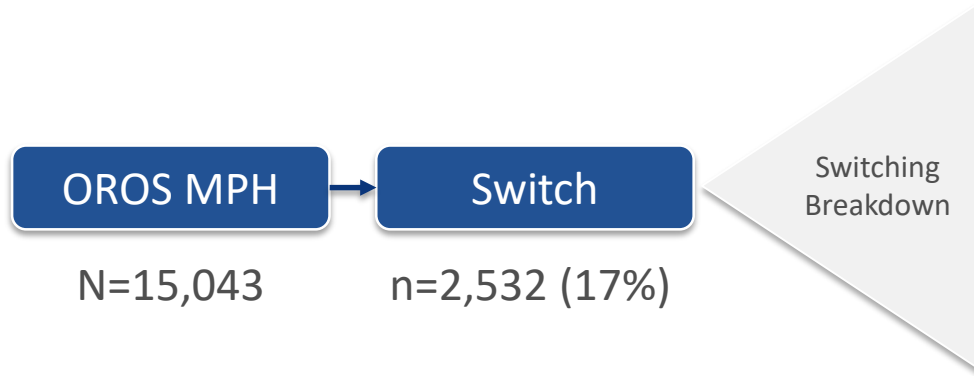 OROS MPH
Switch
Switching
Breakdown
N=15,043
n=2,532 (17%)